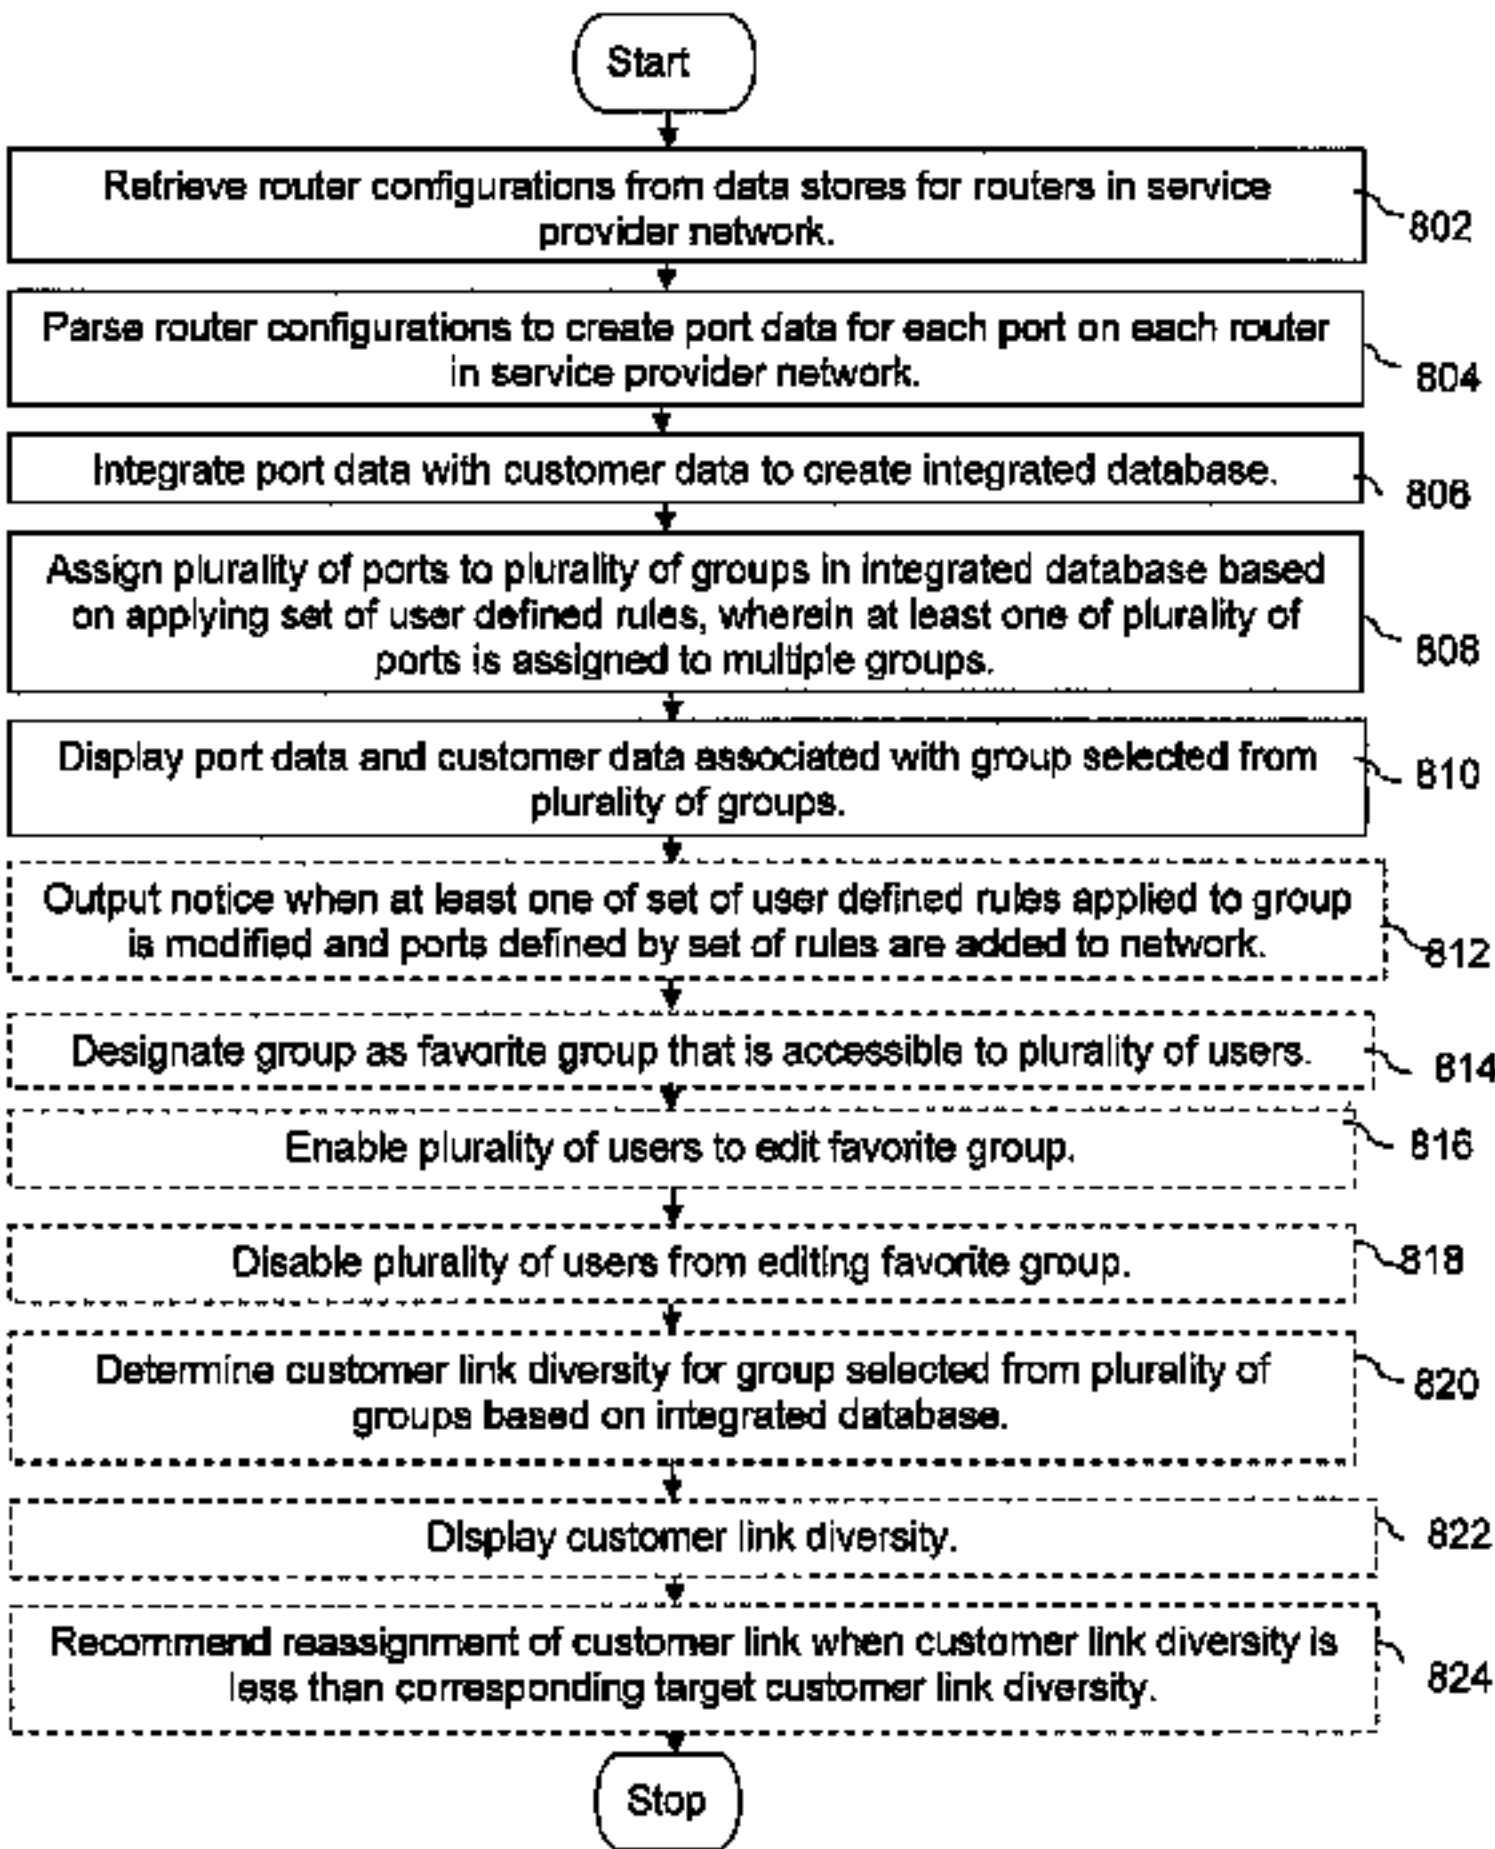 Start
Retrieve router configurations from data stores for routers in service
provider network.
802
Parse router configurations to create port data for each port on each router
in service provider network.
804
Integrate port data with customer data to create integrated database.
806
Assign plurality of ports to plurality of groups in integrated database based
on applying set of user defined rules, wherein at least one of plurality of
ports is assigned to multiple groups.
808
Display port data and customer data associated with group selected from
plurality of groups.
810
Output notice when at least one of set of user defined rules applied to group
is modified and ports defined by set of rules are added to network.
812
Designate group as favorite group that is accessible to plurality of users.
814
Enable plurality of users to edit favorite group.
816
Disable plurality of users from editing favorite group.
818
Determine customer link diversity for group selected from plurality of
groups based on integrated database.
820
Display customer link diversity.
822
Recommend reassignment of customer link when customer link diversity is
less than corresponding target customer link diversity.
824
Stop